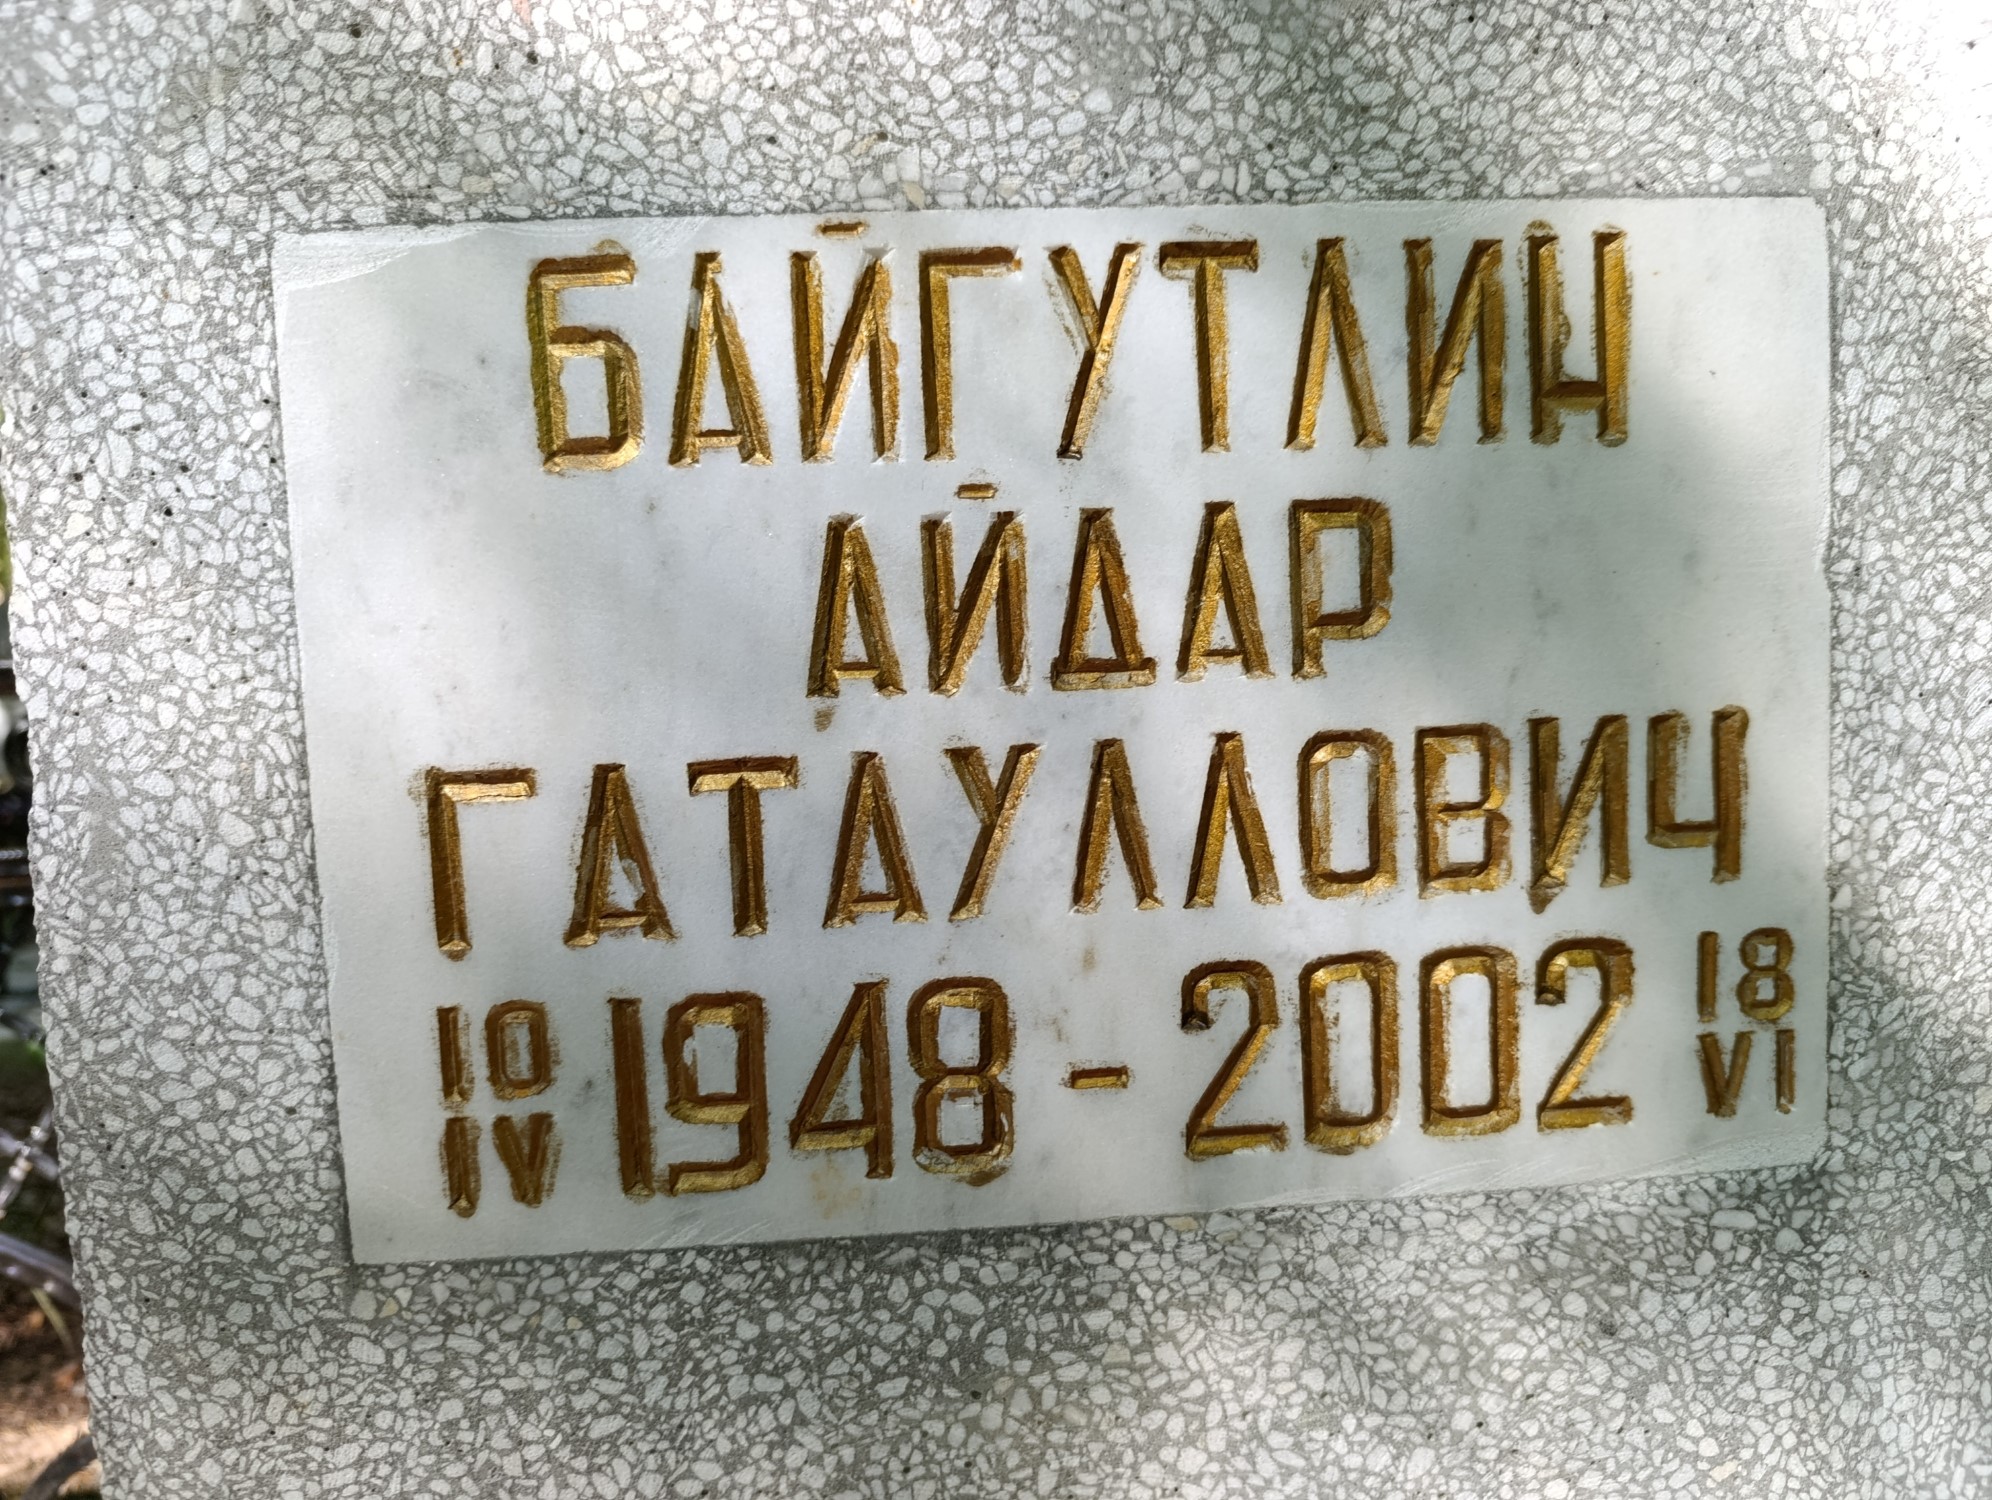 БАЙГУТЛИН
АЙДАР
ГАТАУЛЛОВИЧ
10 IV 1948 - 2002 18 VI